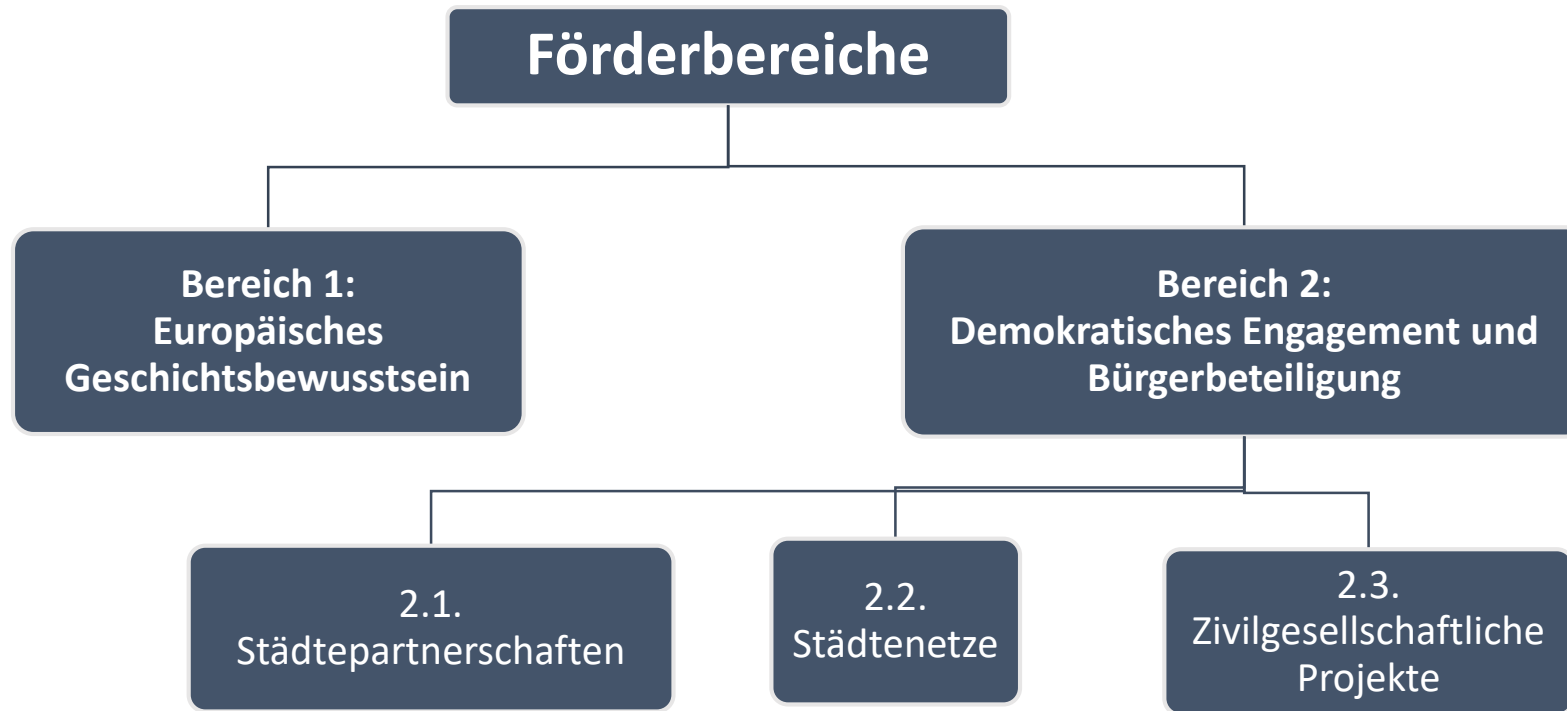 Förderbereiche
Bereich 1:
Europäisches
Geschichtsbewusstsein
Bereich 2:
Demokratisches Engagement und
Bürgerbeteiligung
2.1.
Städtepartnerschaften
2.2.
Städtenetze
2.3.
Zivilgesellschaftliche
Projekte